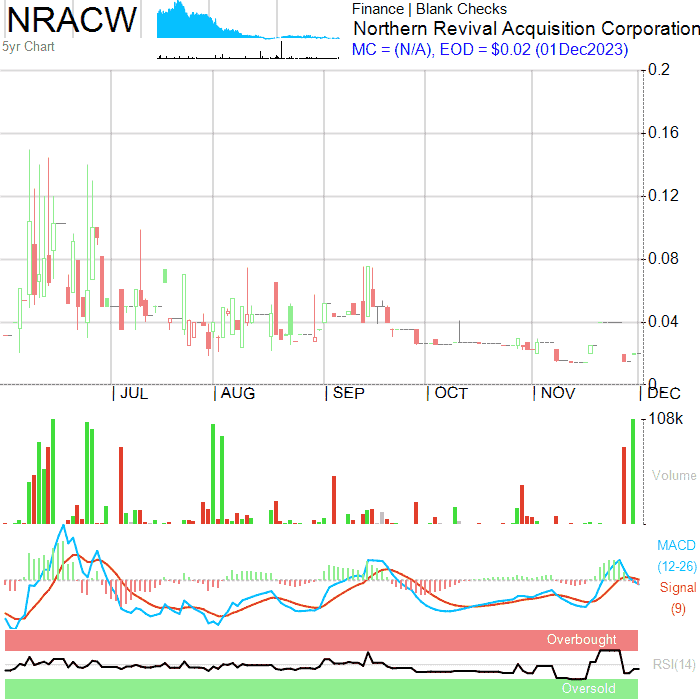 NRACW
5yr Chart
Finance | Blank Checks
Northern Revival Acquisition Corporation
MC = (N/A), EOD = $0.02 (01Dec2023)
0.2
0.16
0.12
0.08
0.04
0
JUL AUG SEP OCT NOV DEC
108k
Volume
MACD
(12-26)
Signal
(9)
Overbought
RSI(14)
Oversold